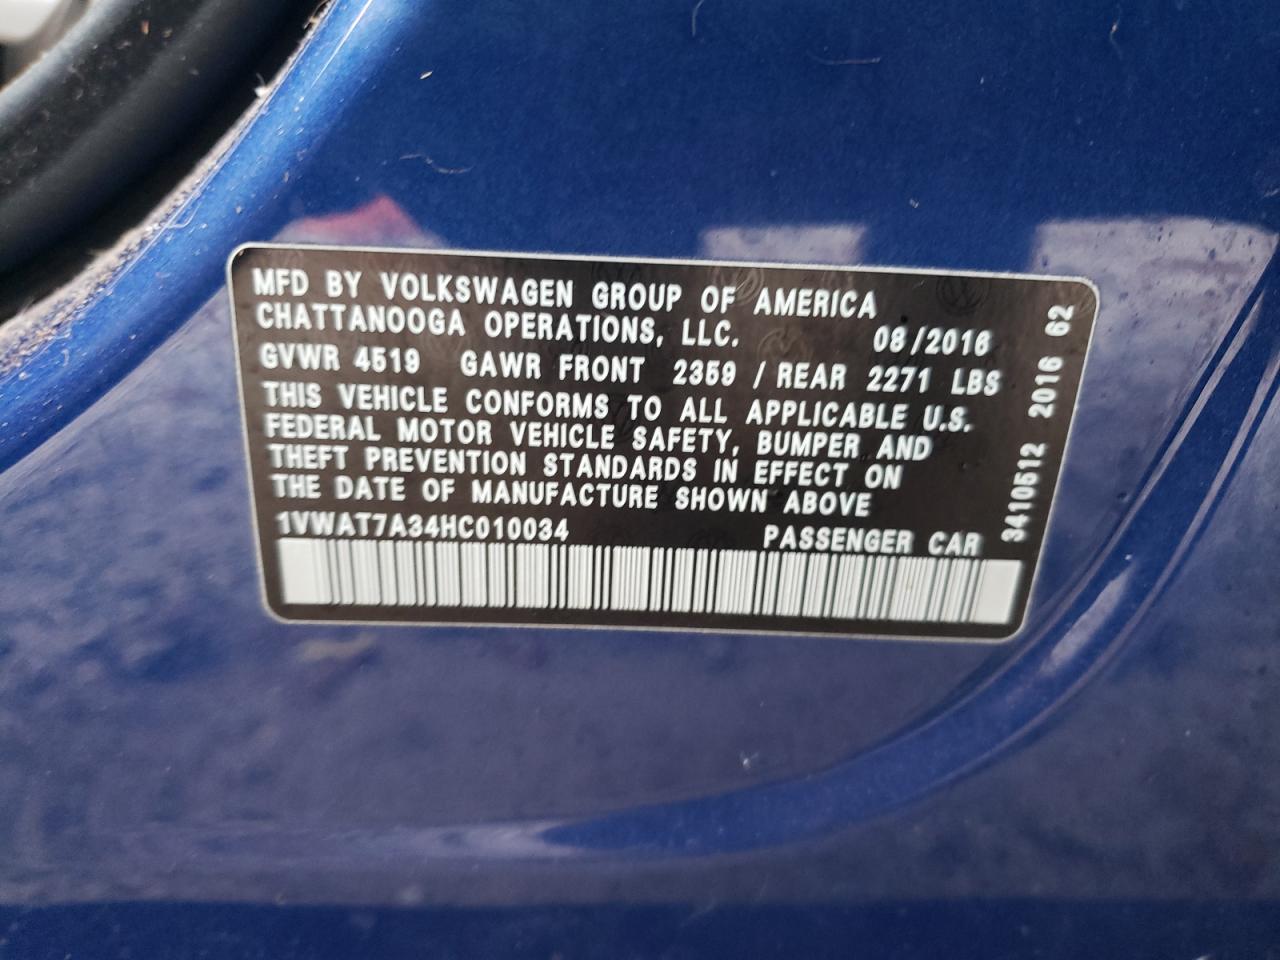 MFD BY VOLKSWAGEN GROUP OF AMERICA
CHATTANOOGA OPERATIONS, LLC. 08/2016
GVWR 4519 GAWR FRONT 2359 / REAR 2271 LBS
THIS VEHICLE CONFORMS TO ALL APPLICABLE U.S.
FEDERAL MOTOR VEHICLE SAFETY, BUMPER AND
THEFT PREVENTION STANDARDS IN EFFECT ON
THE DATE OF MANUFACTURE SHOWN ABOVE
1VWAT7A34HC010034 PASSENGER CAR
3410512 2016 62